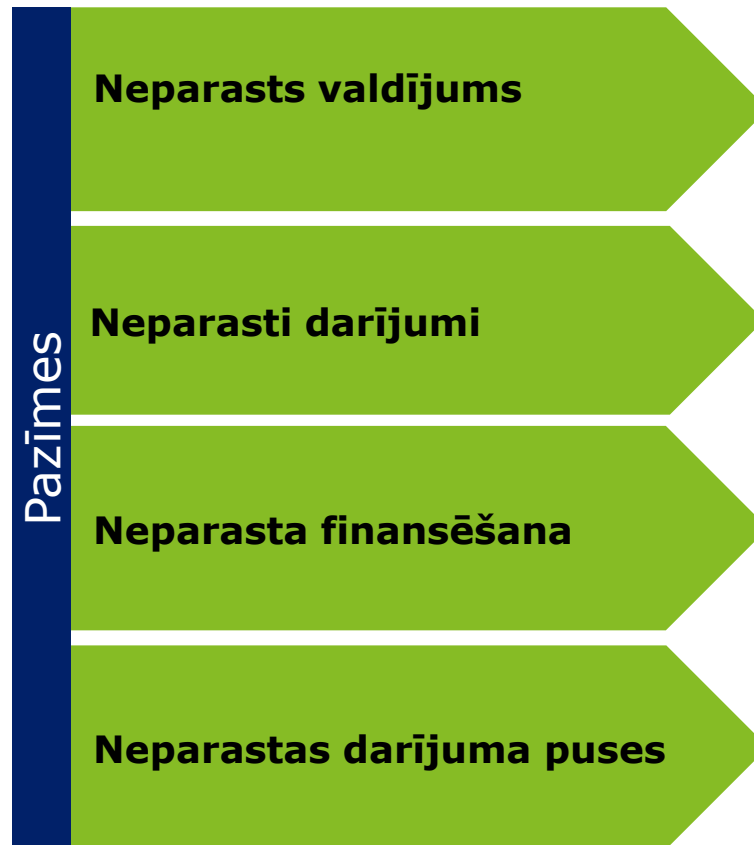 Pazīmes
Neparasts valdījums
Neparasti darījumi
Neparasta finansēšana
Neparastas darījuma puses